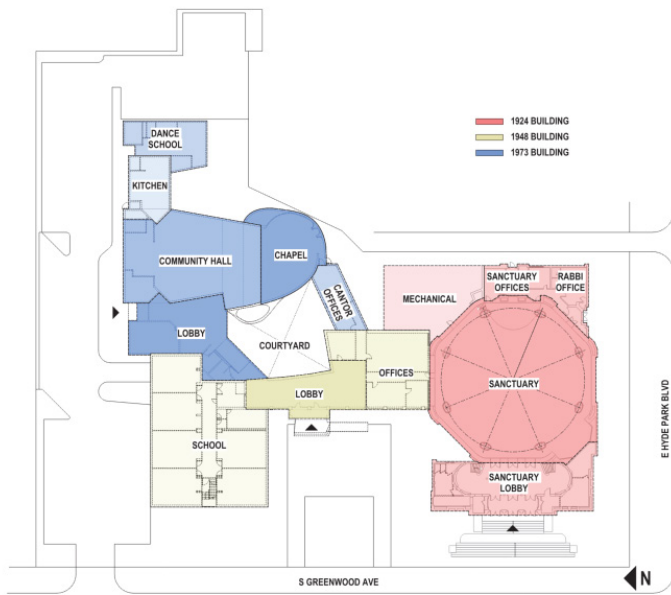 1924 BUILDING
1948 BUILDING
1973 BUILDING
DANCE
SCHOOL
KITCHEN
COMMUNITY HALL
CHAPEL
CANTOR
OFFICES
MECHANICAL
SANCTUARY
OFFICES
RABBI
OFFICE
LOBBY
COURTYARD
OFFICES
SANCTUARY
LOBBY
SCHOOL
SANCTUARY
LOBBY
E HYDE PARK BLVD
S GREENWOOD AVE
N